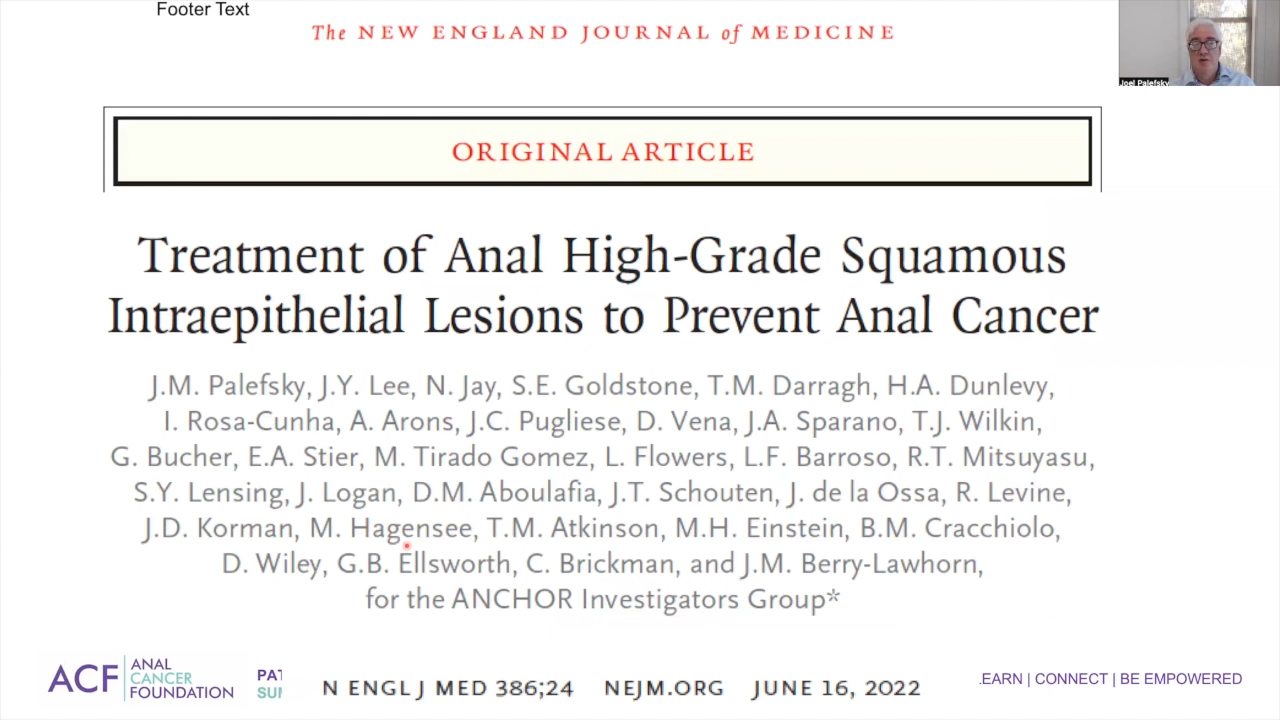 Footer Text
The NEW ENGLAND JOURNAL of MEDICINE
Joel Palefsky
ORIGINAL ARTICLE
Treatment of Anal High-Grade Squamous
Intraepithelial Lesions to Prevent Anal Cancer
J.M. Palefsky, J.Y. Lee, N. Jay, S.E. Goldstone, T.M. Darragh, H.A. Dunlevy,
I. Rosa-Cunha, A. Arons, J.C. Pugliese, D. Vena, J.A. Sparano, T.J. Wilkin,
G. Bucher, E.A. Stier, M. Tirado Gomez, L. Flowers, L.F. Barroso, R.T. Mitsuyasu,
S.Y. Lensing, J. Logan, D.M. Aboulafia, J.T. Schouten, J. de la Ossa, R. Levine,
J.D. Korman, M. Hagensee, T.M. Atkinson, M.H. Einstein, B.M. Cracchiolo,
D. Wiley, G.B. Ellsworth, C. Brickman, and J.M. Berry-Lawhorn,
for the ANCHOR Investigators Group*
ACF
ANAL
CANCER
FOUNDATION
PAT
SUM
N ENGL J MED 386;24 NEJM.ORG JUNE 16, 2022
EARN | CONNECT | BE EMPOWERED